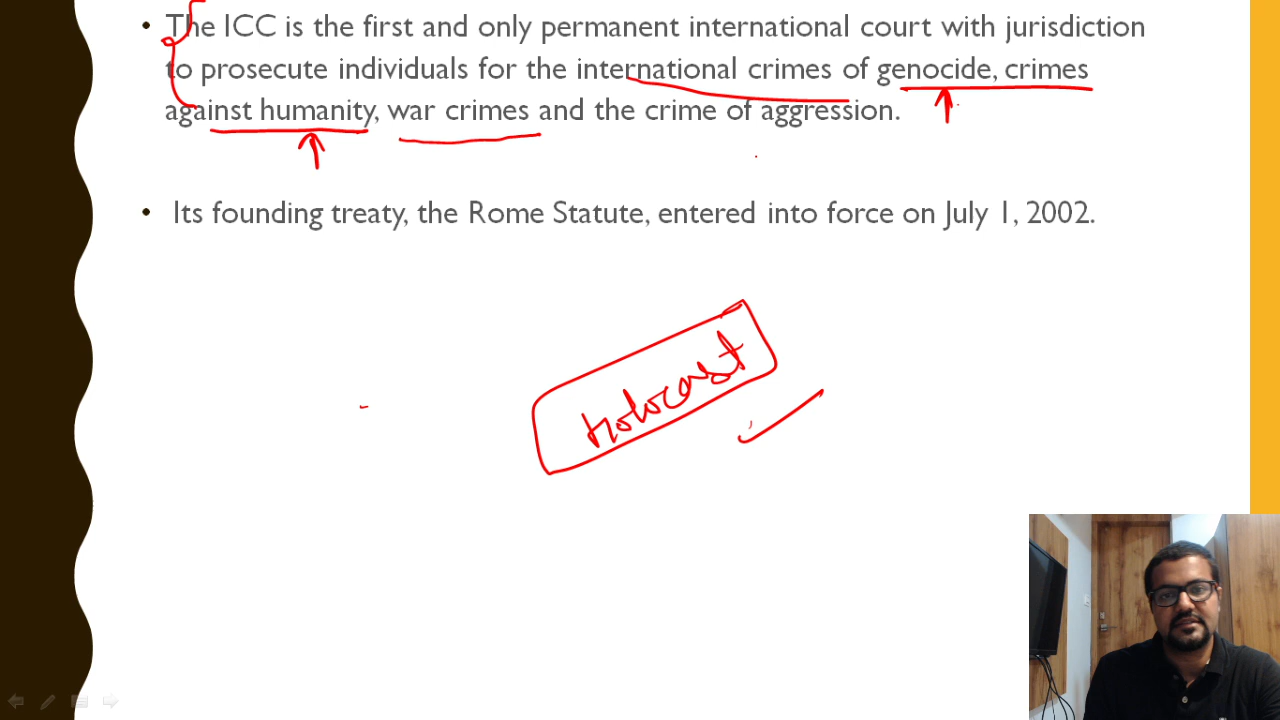 • The ICC is the first and only permanent international court with jurisdiction
to prosecute individuals for the international crimes of genocide, crimes
against humanity, war crimes and the crime of aggression.
• Its founding treaty, the Rome Statute, entered into force on July 1, 2002.
Holocaust